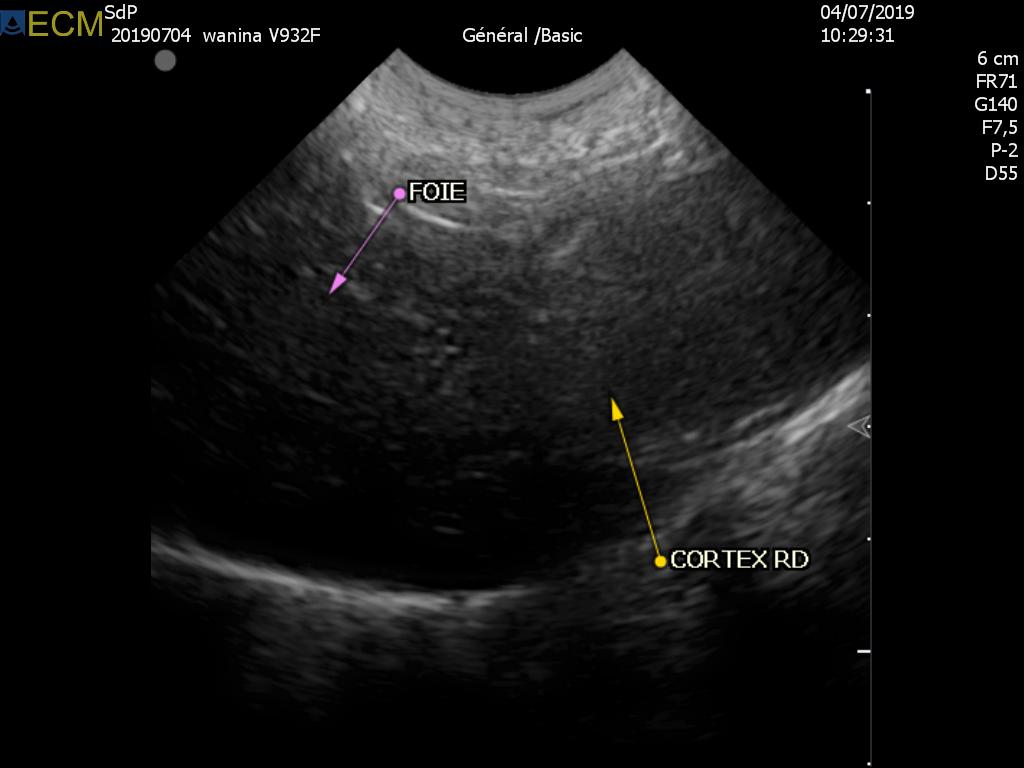 ECM
SdP
20190704 wanina V932F
Général /Basic
04/07/2019
10:29:31
6 cm
FR71
G140
F7,5
P-2
D55
FOIE
CORTEX RD